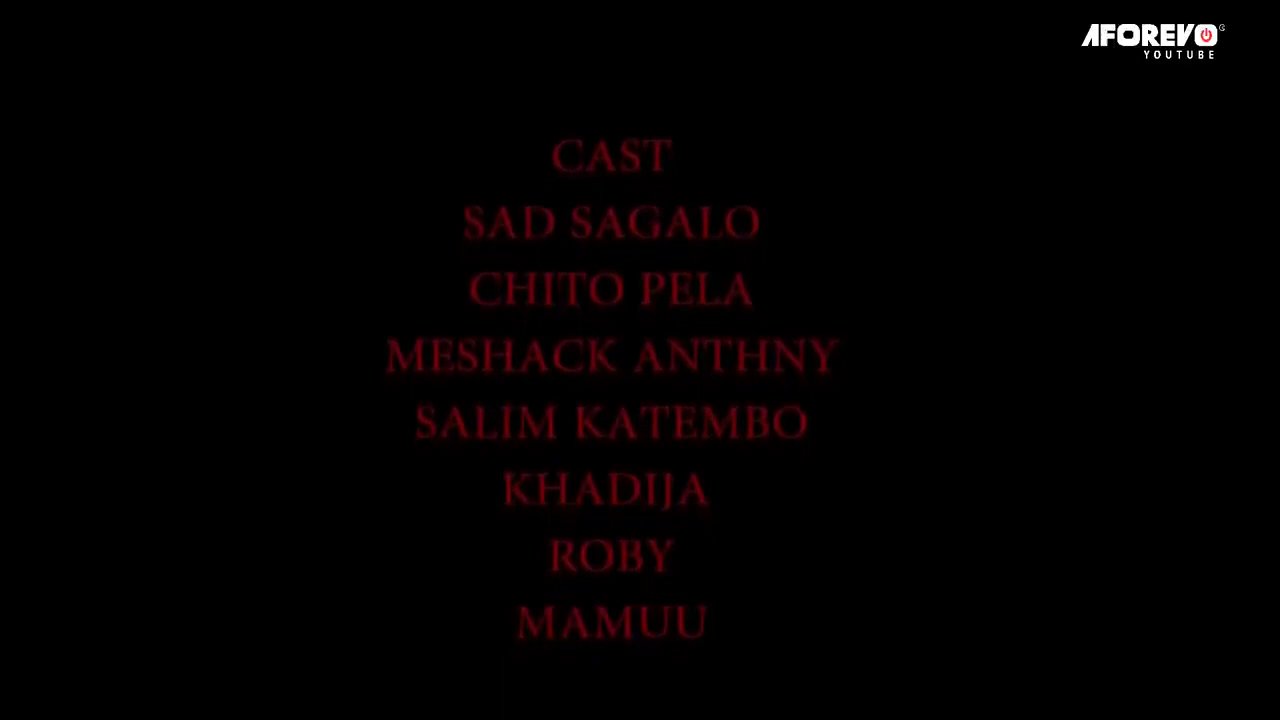 AFOREVO
YOUTUBE
CAST
SAD SAGALO
CHITO PELA
MESHACK ANTHNY
SALIM KATEMBO
KHADIJA
ROBY
MAMUU